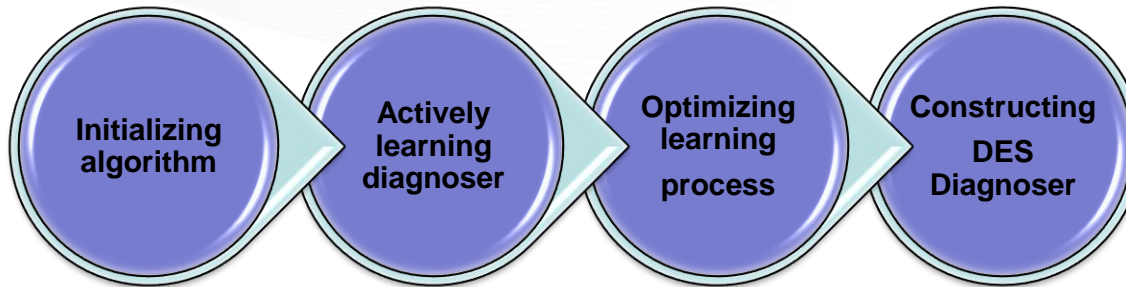 Initializing
algorithm
Actively
learning
diagnoser
Optimizing
learning
process
Constructing
DES
Diagnoser